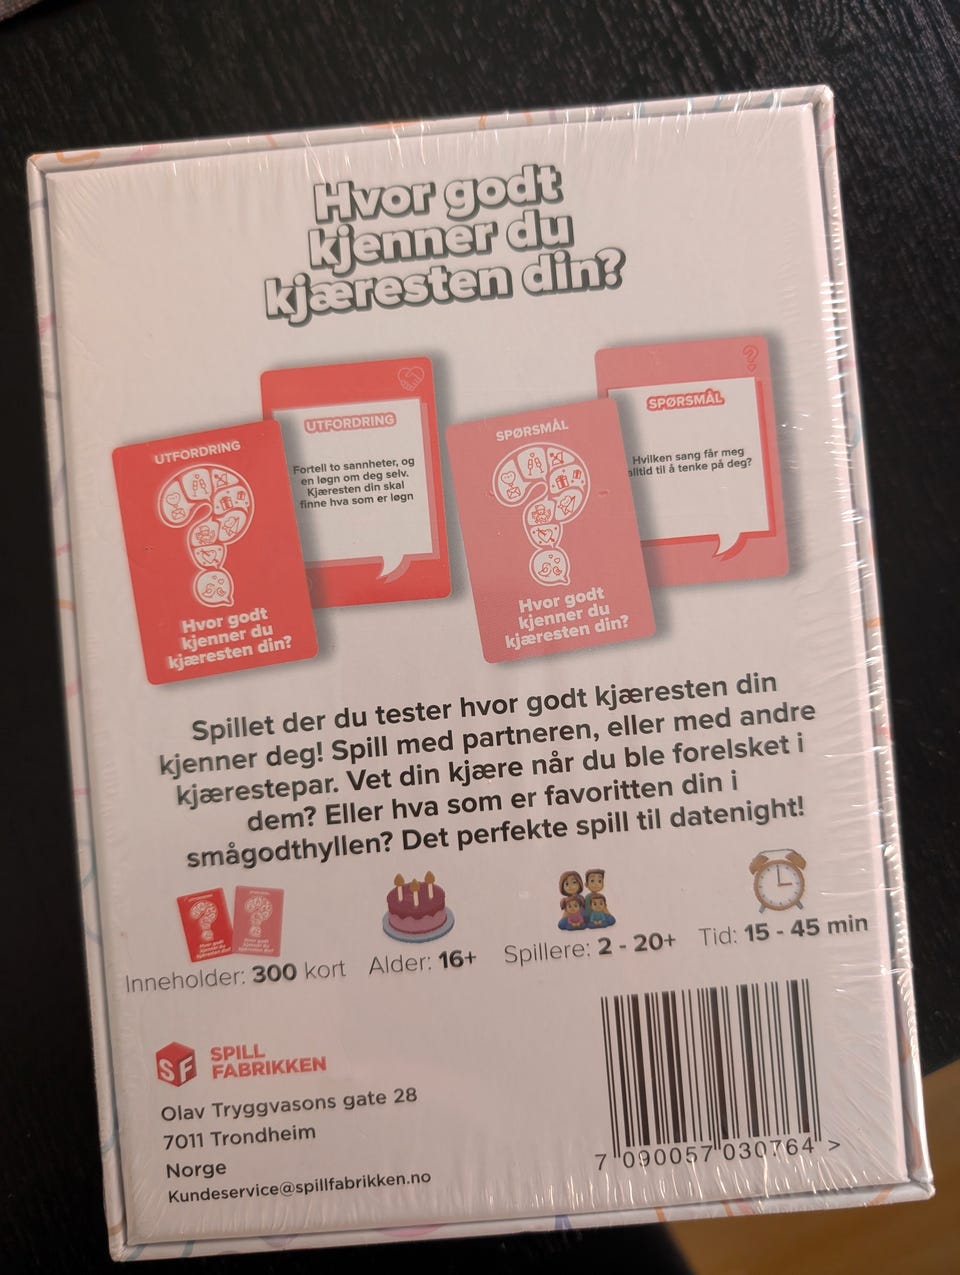 Hvor godt
kjenner du
kjæresten din?
UTFORDRING
Fortell to sannheter, og
en løgn om deg selv.
Kjæresten din skal
finne hva som er løgn
UTFORDRING
Hvor godt
kjenner du
kjæresten din?
SPØRSMÅL
Hvilken sang får meg
alltid til å tenke på deg?
SPØRSMÅL
Hvor godt
kjenner du
kjæresten din?
Spillet der du tester hvor godt kjæresten din
kjenner deg! Spill med partneren, eller med andre
kjærestepar. Vet din kjære når du ble forelsket i
dem? Eller hva som er favoritten din i
smågodthyllen? Det perfekte spill til datenight!
Inneholder: 300 kort
Alder: 16+
Spillere: 2 - 20+
Tid: 15 - 45 min
SF
SPILL
FABRIKKEN
Olav Tryggvasons gate 28
7011 Trondheim
Norge
Kundeservice@spillfabrikken.no
7 090057 030764 >